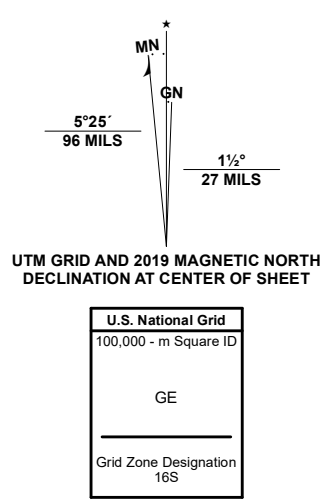 MN
GN
5°25´
96 MILS
1½°
27 MILS
UTM GRID AND 2019 MAGNETIC NORTH
DECLINATION AT CENTER OF SHEET
U.S. National Grid
100,000 - m Square ID
GE
Grid Zone Designation
16S